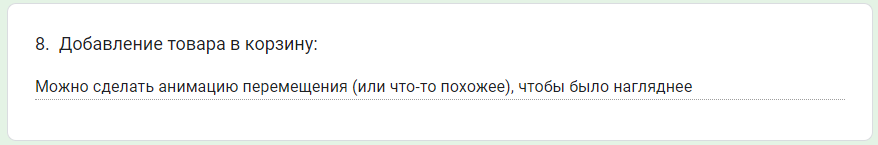 8. Добавление товара в корзину:
Можно сделать анимацию перемещения (или что-то похожее), чтобы было нагляднее